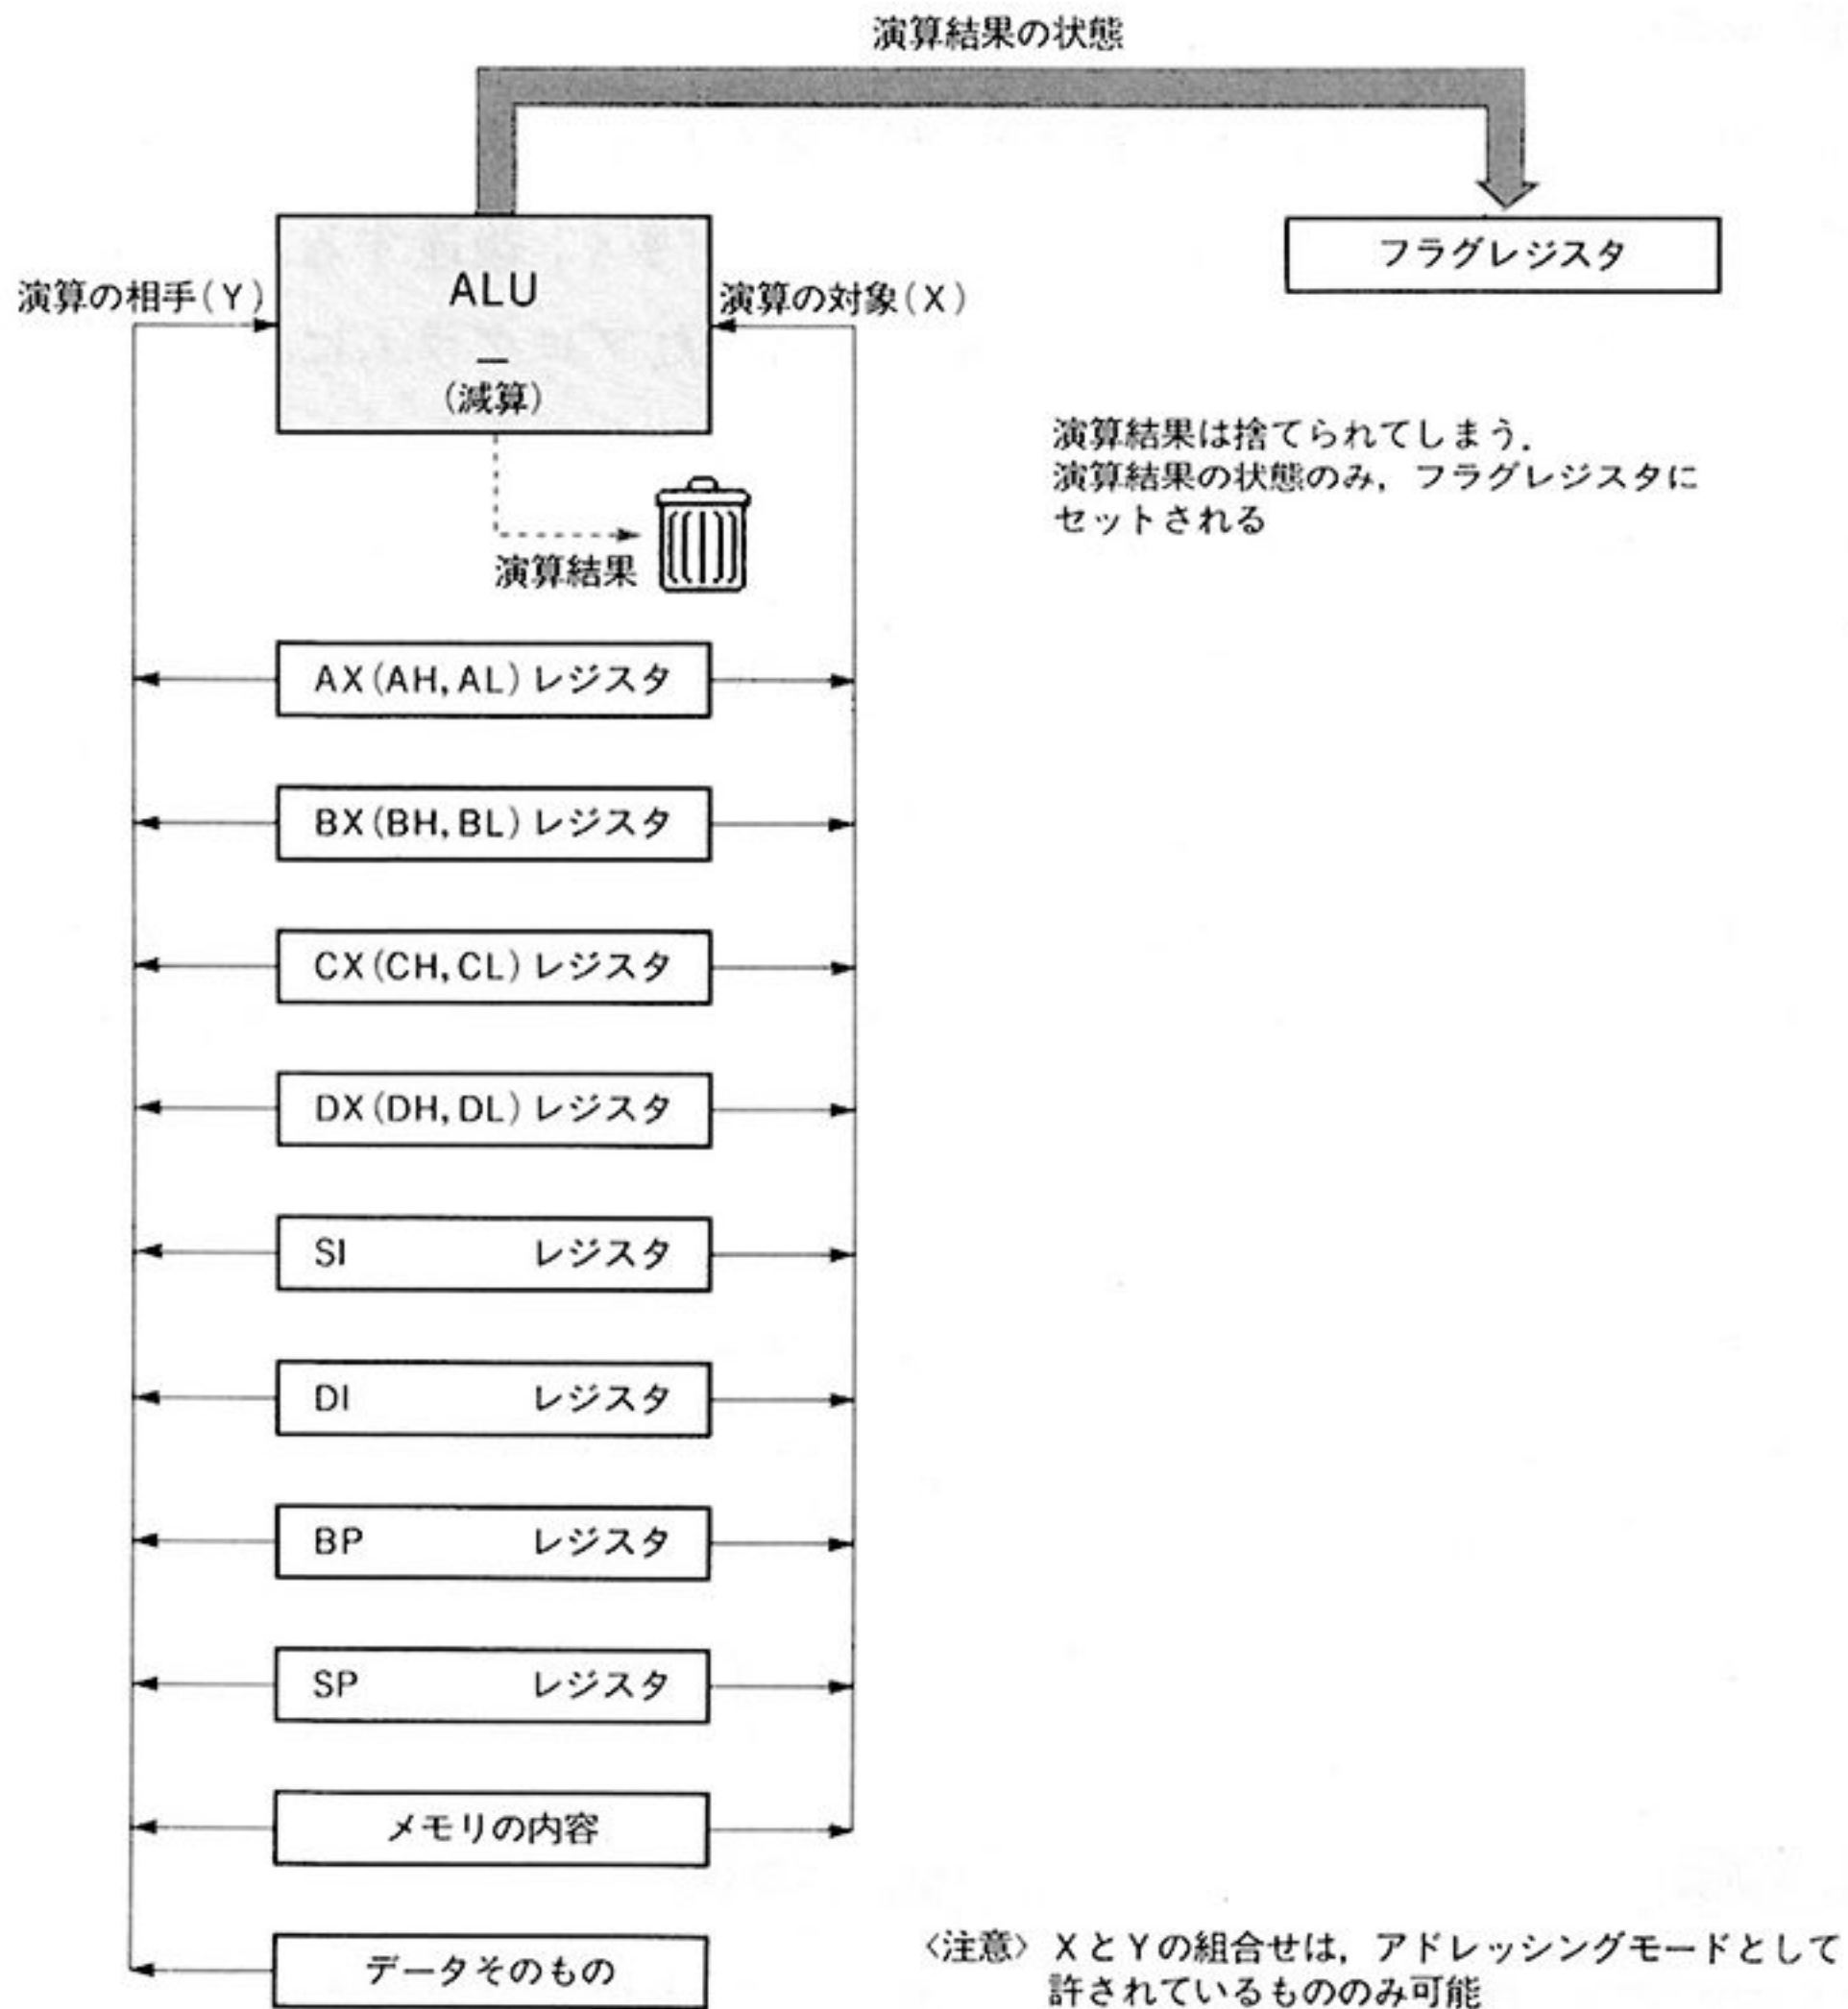 演算結果の状態
フラグレジスタ
演算の相手(Y)
ALU
演算の対象(X)
−
(減算)
演算結果は捨てられてしまう.
演算結果の状態のみ,フラグレジスタに
セットされる
演算結果
AX(AH,AL)レジスタ
BX(BH,BL)レジスタ
CX(CH,CL)レジスタ
DX(DH,DL)レジスタ
SI レジスタ
DI レジスタ
BP レジスタ
SP レジスタ
メモリの内容
データそのもの
〈注意〉XとYの組合せは,アドレッシングモードとして
許されているもののみ可能